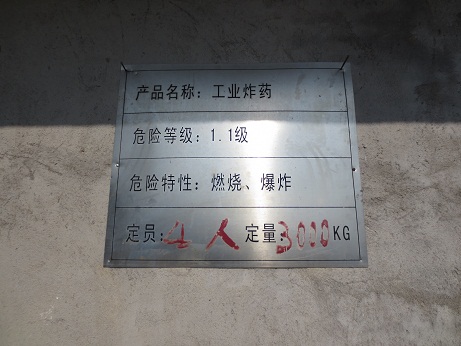 产品名称：工业炸药
危险等级：1.1级
危险特性：燃烧、爆炸
定员：4人 定量：3000KG